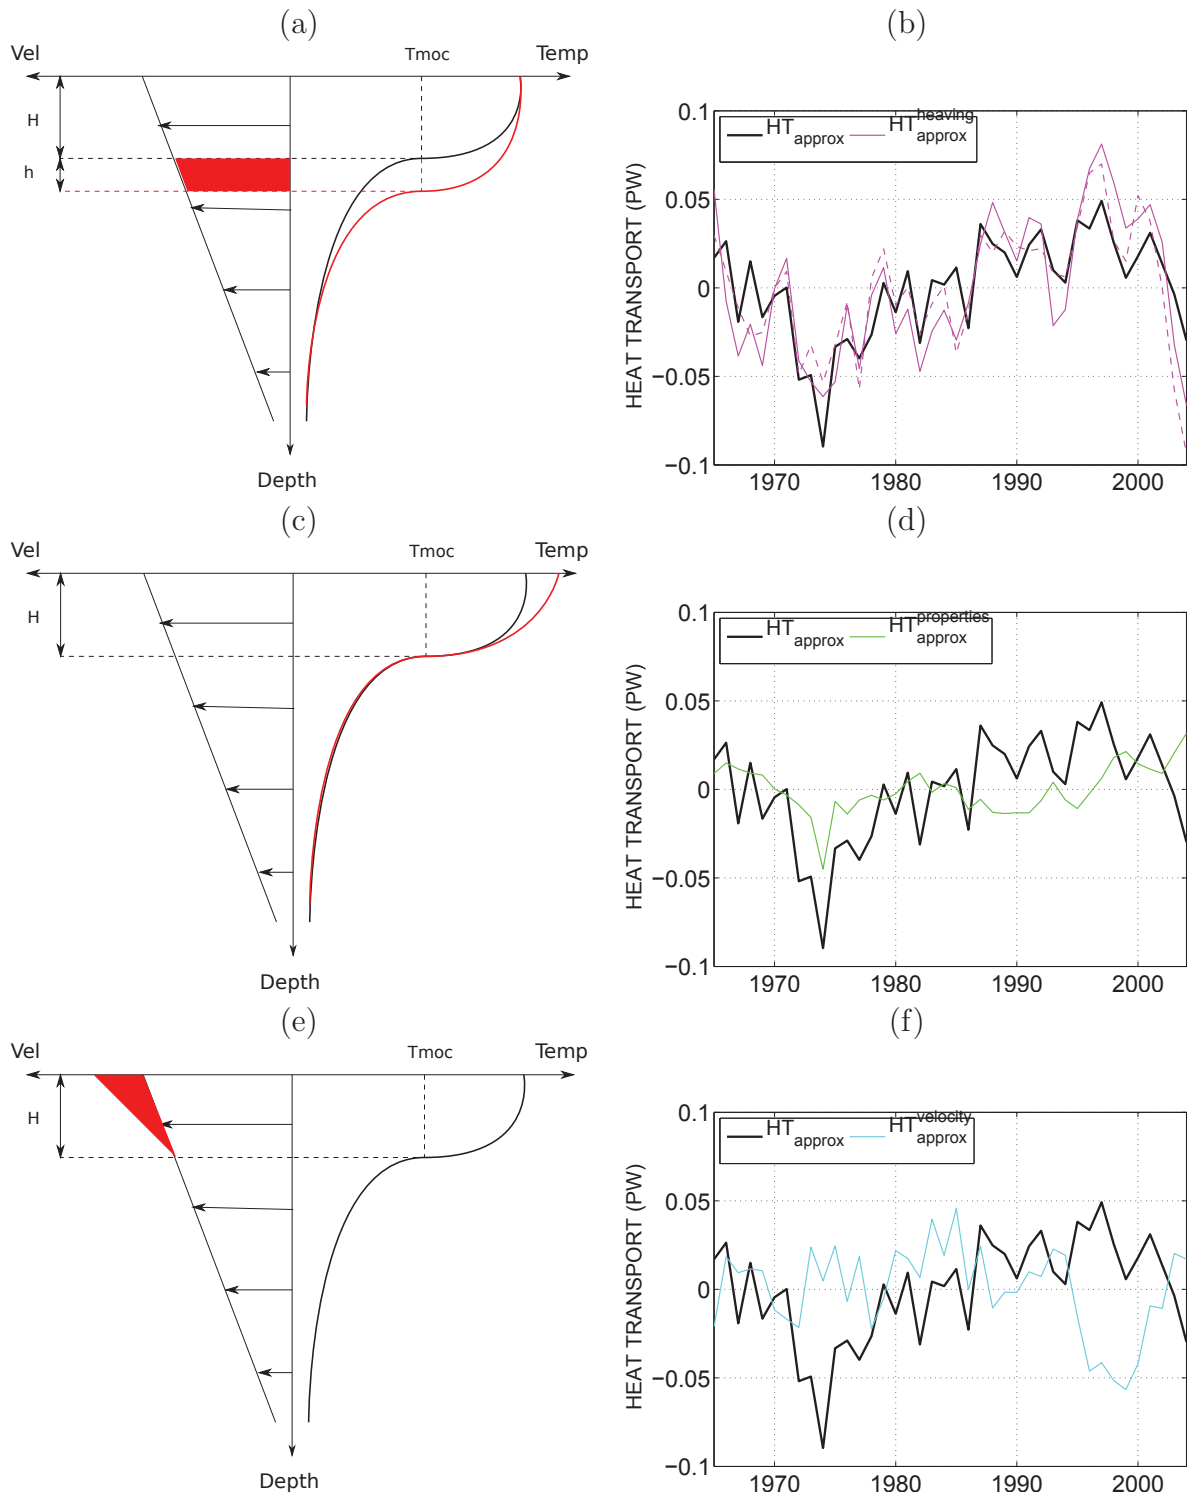 (a)
Vel
Tmoc
Temp
H
h
Depth
(b)
HT approx HT heaving approx
HEAT TRANSPORT (PW)
0.1
0.05
0
−0.05
−0.1
1970 1980 1990 2000
(c)
Vel
Tmoc
Temp
H
Depth
(d)
HT approx HT properties approx
HEAT TRANSPORT (PW)
0.1
0.05
0
−0.05
−0.1
1970 1980 1990 2000
(e)
Vel
Tmoc
Temp
H
Depth
(f)
HT approx HT velocity approx
HEAT TRANSPORT (PW)
0.1
0.05
0
−0.05
−0.1
1970 1980 1990 2000